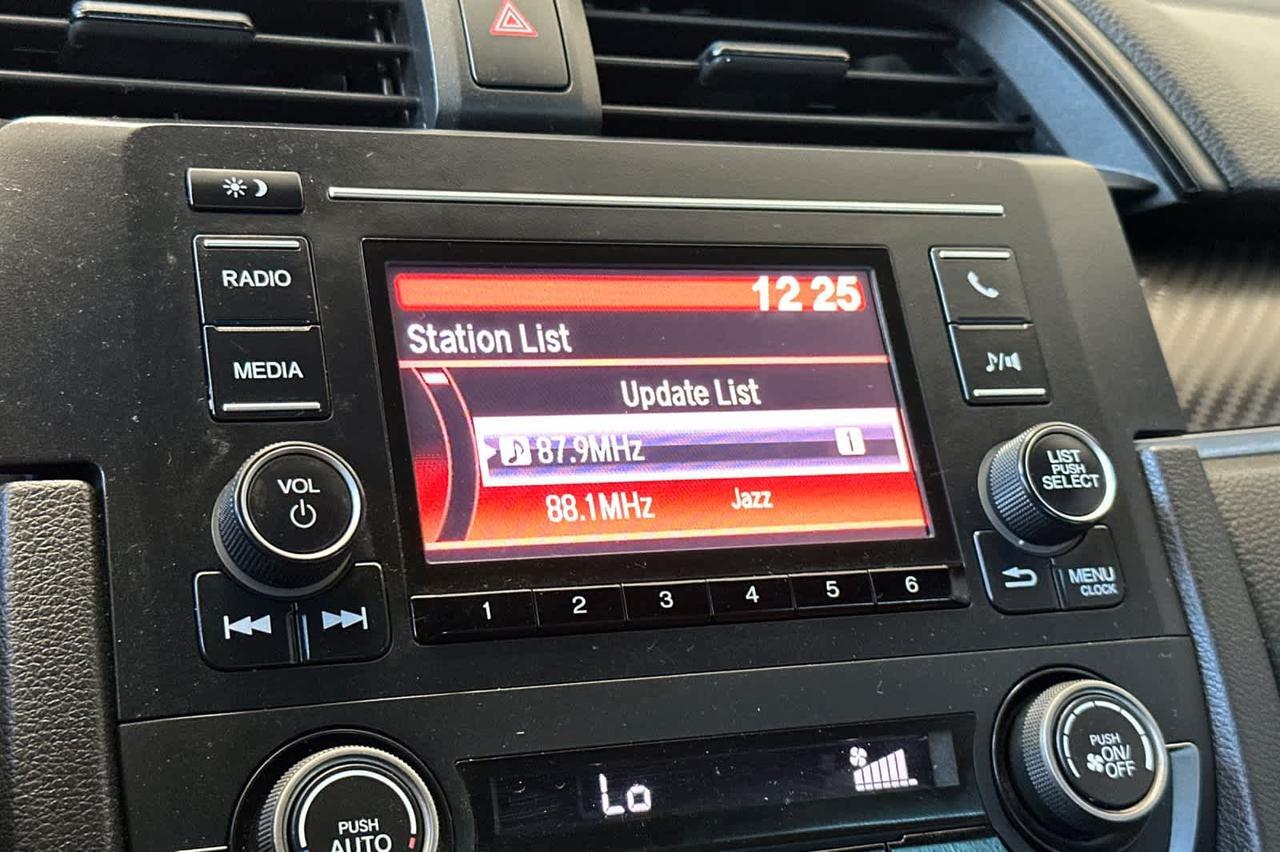 RADIO
MEDIA
VOL
12 25
Station List
Update List
87.9MHz 1
88.1MHz Jazz
1 2 3 4 5 6
LIST
PUSH
SELECT
MENU
CLOCK
Lo
PUSH
AUTO
PUSH
ON/
OFF